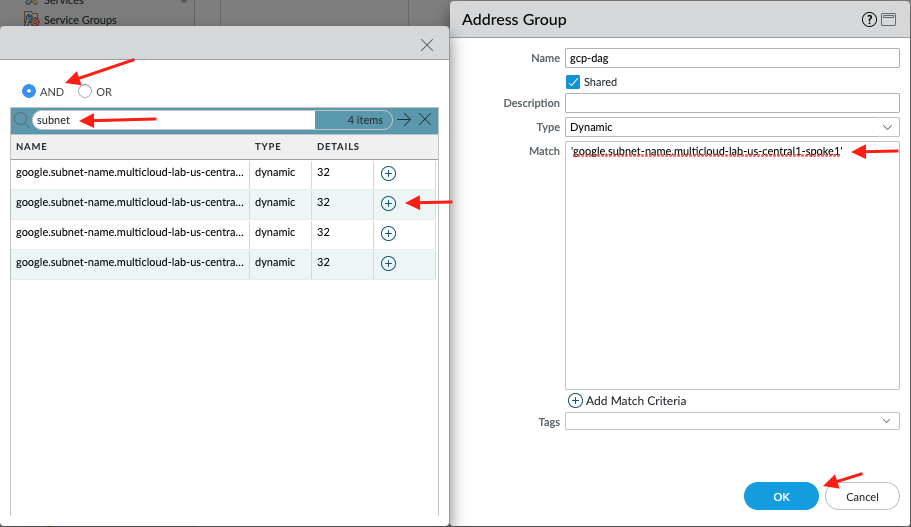 Services
Service Groups
AND
OR
subnet
4 items
NAME TYPE DETAILS
google.subnet-name.multicloud-lab-us-centra... dynamic 32
google.subnet-name.multicloud-lab-us-centra... dynamic 32
google.subnet-name.multicloud-lab-us-centra... dynamic 32
google.subnet-name.multicloud-lab-us-centra... dynamic 32
Address Group
Name gcp-dag
Shared
Description
Type Dynamic
Match 'google.subnet-name.multicloud-lab-us-central1-spoke1'
Add Match Criteria
Tags
OK
Cancel